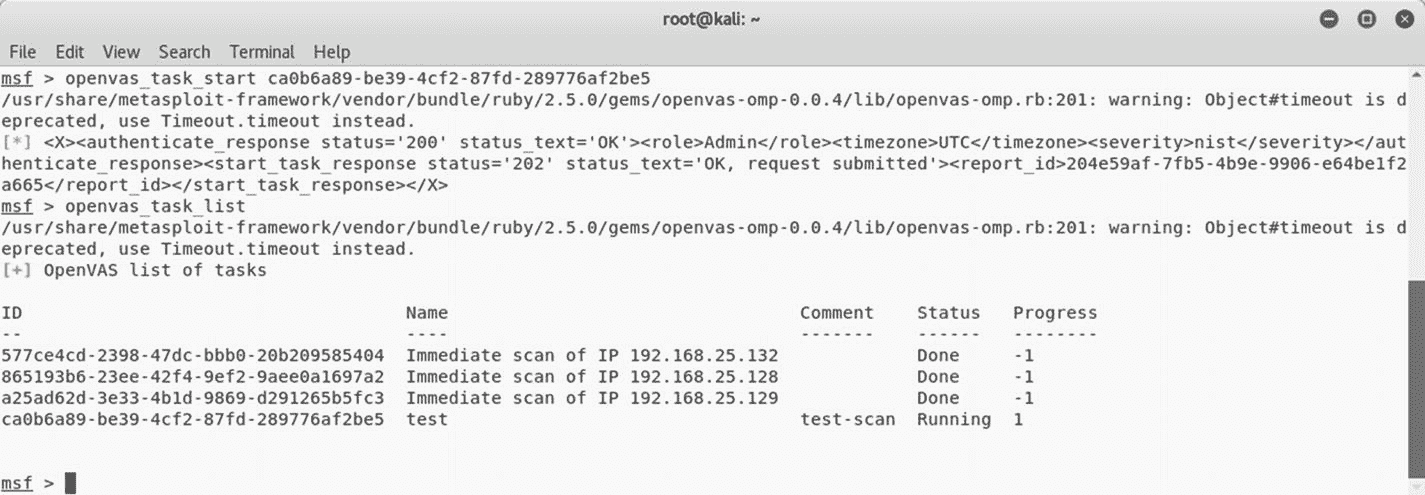 root@kali: ~
File Edit View Search Terminal Help
msf > openvas_task_start ca0b6a89-be39-4cf2-87fd-289776af2be5
/usr/share/metasploit-framework/vendor/bundle/ruby/2.5.0/gems/openvas-omp-0.0.4/lib/openvas-omp.rb:201: warning: Object#timeout is d
eprecated, use Timeout.timeout instead.
[*] <X><authenticate_response status='200' status_text='OK'><role>Admin</role><timezone>UTC</timezone><severity>nist</severity></aut
henticate_response><start_task_response status='202' status_text='OK, request submitted'><report_id>204e59af-7fb5-4b9e-9906-e64be1f2
a665</report_id></start_task_response></X>
msf > openvas_task_list
/usr/share/metasploit-framework/vendor/bundle/ruby/2.5.0/gems/openvas-omp-0.0.4/lib/openvas-omp.rb:201: warning: Object#timeout is d
eprecated, use Timeout.timeout instead.
[+] OpenVAS list of tasks
ID Name Comment Status Progress
-- ---- ------- ------ --------
577ce4cd-2398-47dc-bbb0-20b209585404 Immediate scan of IP 192.168.25.132 Done -1
865193b6-23ee-42f4-9ef2-9aee0a1697a2 Immediate scan of IP 192.168.25.128 Done -1
a25ad62d-3e33-4b1d-9869-d291265b5fc3 Immediate scan of IP 192.168.25.129 Done -1
ca0b6a89-be39-4cf2-87fd-289776af2be5 test test-scan Running 1
msf >